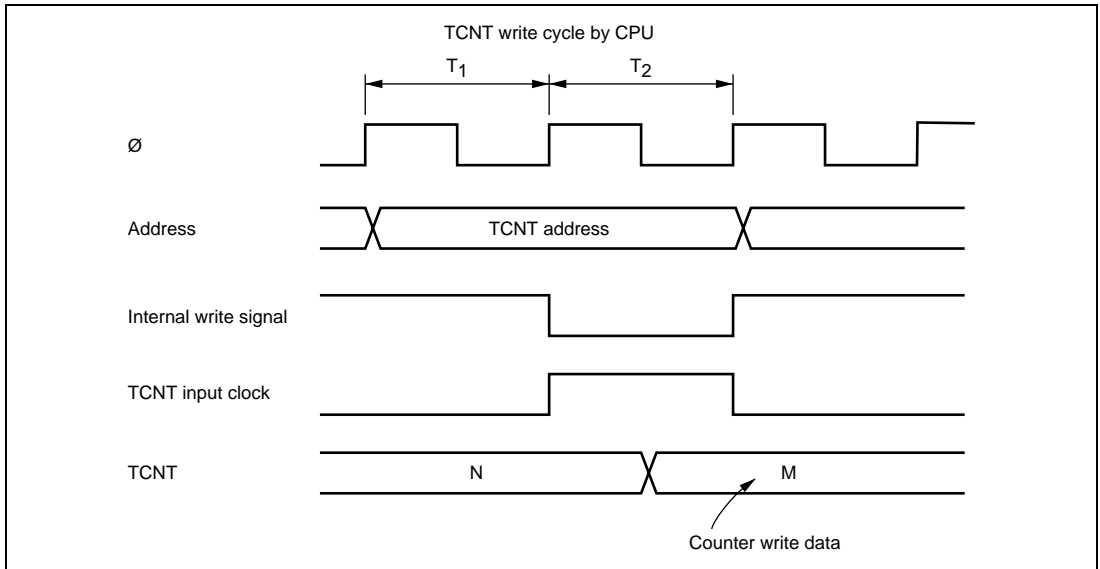 TCNT write cycle by CPU
T1 T2
Ø
Address TCNT address
Internal write signal
TCNT input clock
TCNT N M
Counter write data